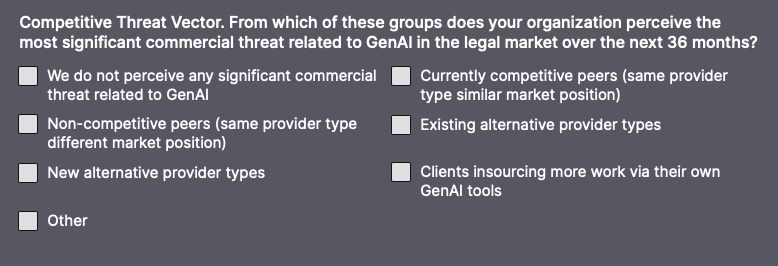 Competitive Threat Vector. From which of these groups does your organization perceive the
most significant commercial threat related to GenAI in the legal market over the next 36 months?
We do not perceive any significant commercial
threat related to GenAI
Currently competitive peers (same provider
type similar market position)
Non-competitive peers (same provider type
different market position)
Existing alternative provider types
New alternative provider types
Clients insourcing more work via their own
GenAI tools
Other